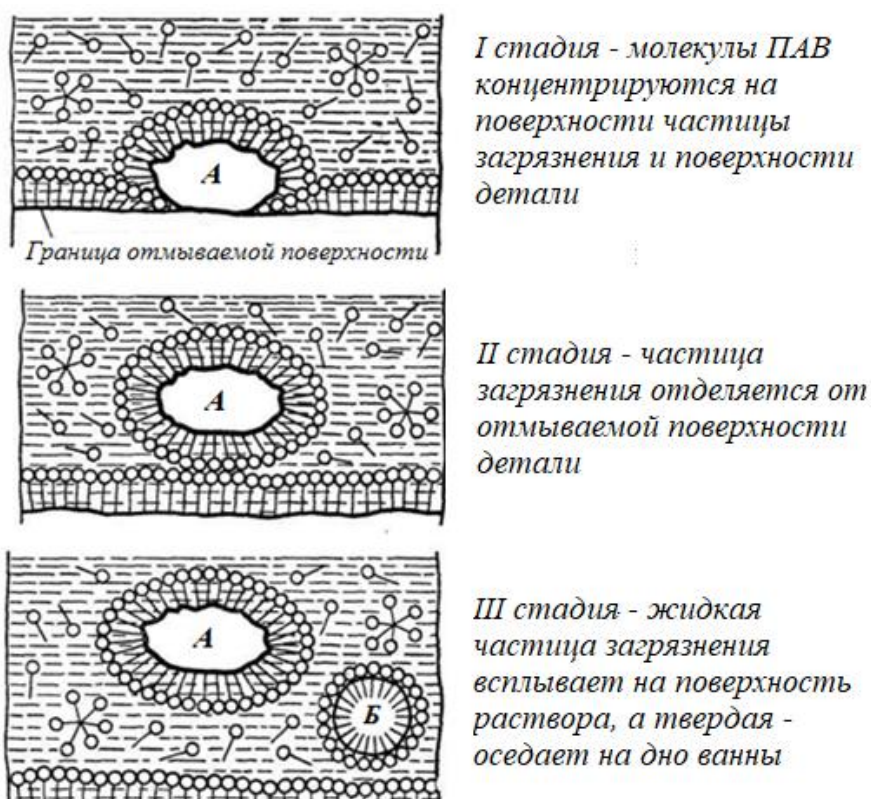 I стадия - молекулы ПАВ
концентрируются на
поверхности частицы
загрязнения и поверхности
детали
А
Граница отмываемой поверхности
II стадия - частица
загрязнения отделяется от
отмываемой поверхности
детали
А
III стадия - жидкая
частица загрязнения
всплывает на поверхность
раствора, а твердая -
оседает на дно ванны
А
Б